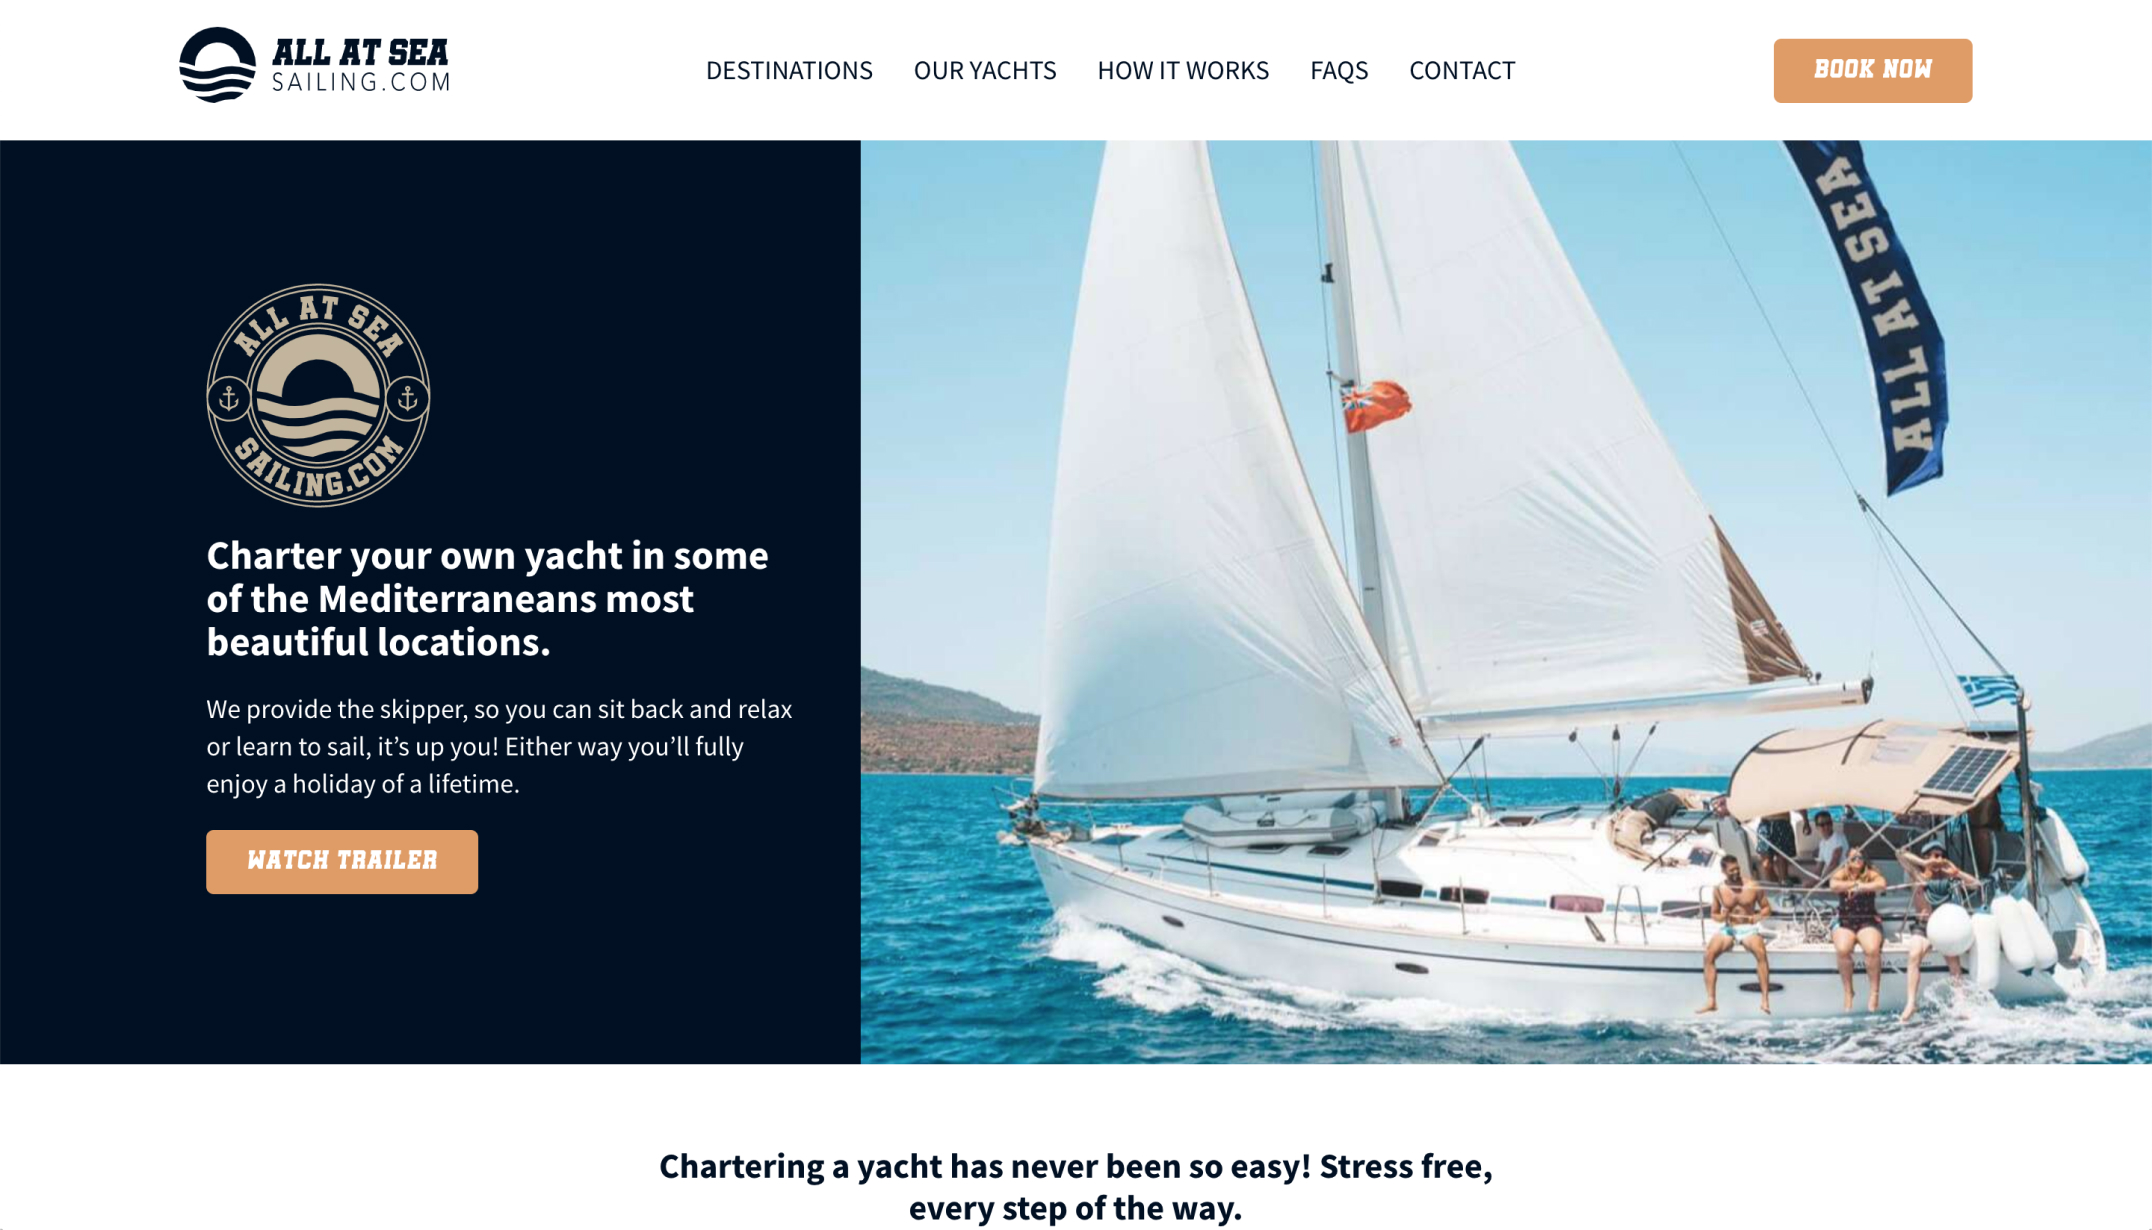 ALL AT SEA
SAILING.COM
DESTINATIONS
OUR YACHTS
HOW IT WORKS
FAQS
CONTACT
BOOK NOW
ALL AT SEA
SAILING.COM
Charter your own yacht in some
of the Mediterraneans most
beautiful locations.
We provide the skipper, so you can sit back and relax
or learn to sail, it’s up you! Either way you’ll fully
enjoy a holiday of a lifetime.
WATCH TRAILER
ALL AT SEA
Chartering a yacht has never been so easy! Stress free,
every step of the way.